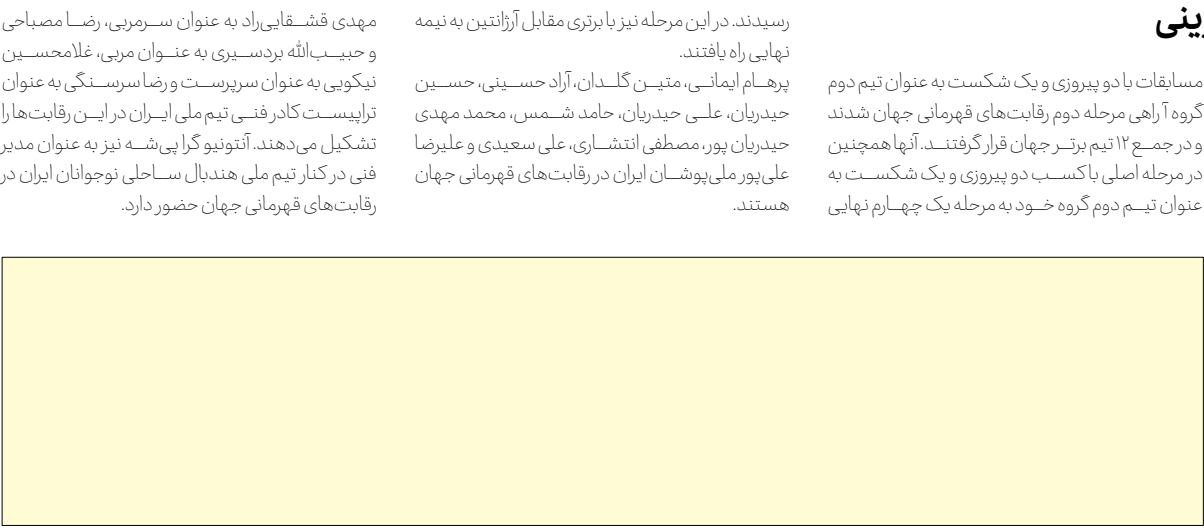 ینی
مسابقات با دو پیروزی و یک شکست به عنوان تیم دوم
گروه آ راهی مرحله دوم رقابت‌های قهرمانی جهان شدند
و در جمع ۱۲ تیم برتر جهان قرار گرفتند. آنها همچنین
در مرحله اصلی با کسب دو پیروزی و یک شکست به
عنوان تیم دوم گروه خود به مرحله یک چهارم نهایی
رسیدند. در این مرحله نیز با برتری مقابل آرژانتین به نیمه
نهایی راه یافتند.
پرهام ایمانی، متین گلدان، آراد حسینی، حسین
حیدریان، علی حیدریان، حامد شمس، محمد مهدی
حیدریان پور، مصطفی انتشاری، علی سعیدی و علیرضا
علی‌پور ملی‌پوشان ایران در رقابت‌های قهرمانی جهان
هستند.
مهدی قشقایی‌راد به عنوان سرمربی، رضا مصباحی
و حبیب‌الله بردسیری به عنوان مربی، غلامحسین
نیکویی به عنوان سرپرست و رضا سرسنگی به عنوان
تراپیست کادر فنی تیم ملی ایران در این رقابت‌ها را
تشکیل می‌دهند. آنتونیو گرا پی‌شه نیز به عنوان مدیر
فنی در کنار تیم ملی هندبال ساحلی نوجوانان ایران در
رقابت‌های قهرمانی جهان حضور دارد.